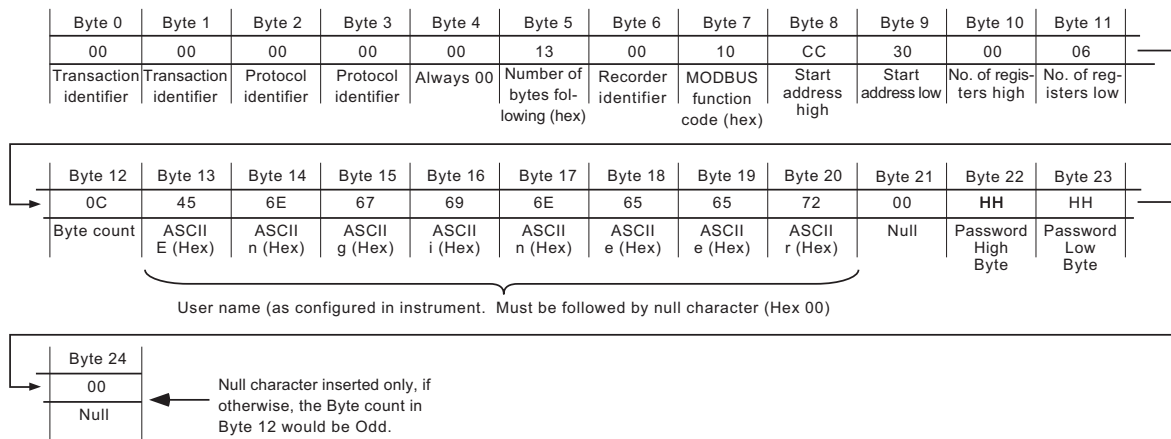 Byte 0 Byte 1 Byte 2 Byte 3 Byte 4 Byte 5 Byte 6 Byte 7 Byte 8 Byte 9 Byte 10 Byte 11
00 00 00 00 00 13 00 10 CC 30 00 06
Transaction Transaction Protocol Protocol Always 00 Number of Recorder MODBUS Start Start No. of regis- No. of reg-
identifier identifier identifier identifier bytes fol- identifier function address address low ters high isters low
lowing (hex) code (hex) high
Byte 12 Byte 13 Byte 14 Byte 15 Byte 16 Byte 17 Byte 18 Byte 19 Byte 20 Byte 21 Byte 22 Byte 23
0C 45 6E 67 69 6E 65 65 72 00 HH HH
Byte count ASCII ASCII ASCII ASCII ASCII ASCII ASCII ASCII Null Password Password
E (Hex) n (Hex) g (Hex) i (Hex) n (Hex) e (Hex) e (Hex) r (Hex) High Low
Byte Byte
User name (as configured in instrument. Must be followed by null character (Hex 00)
Byte 24
00
Null
Null character inserted only, if
otherwise, the Byte count in
Byte 12 would be Odd.